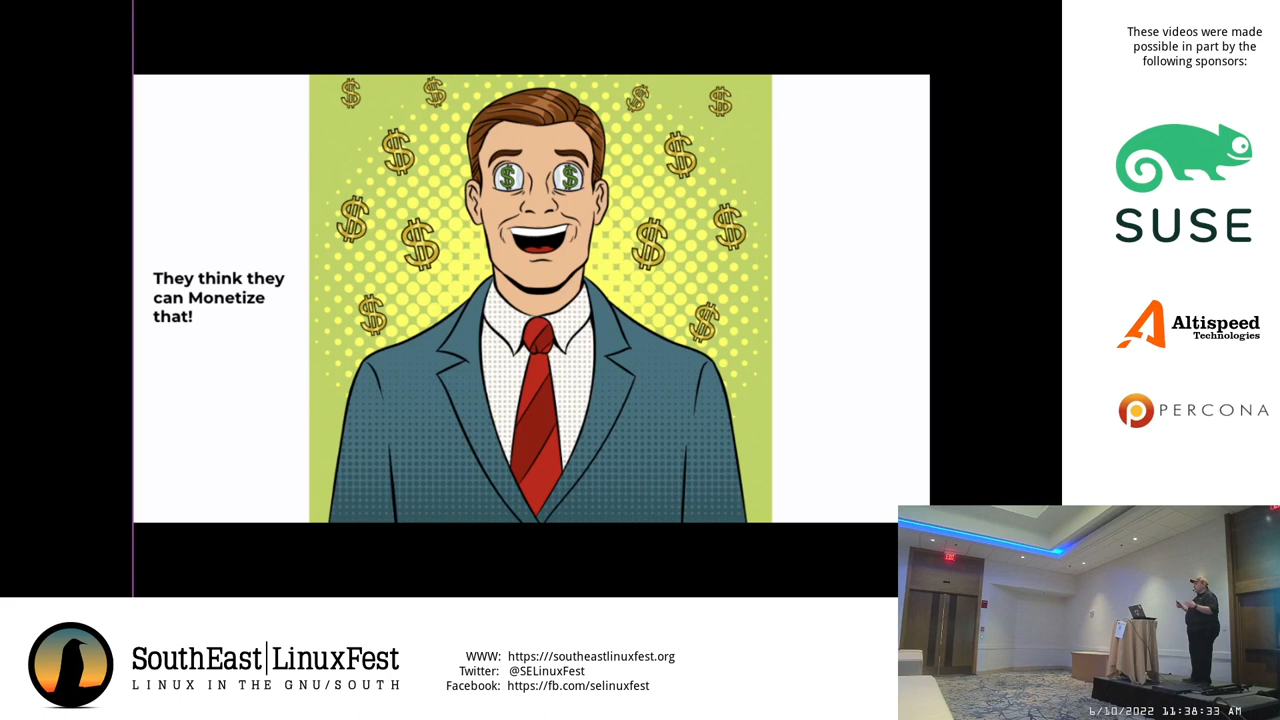 These videos were made
possible in part by the
following sponsors:
SUSE
Altispeed
Technologies
PERCONA
They think they
can Monetize
that!
SouthEast|LinuxFest
LINUX IN THE GNU/SOUTH
WWW: https:///southeastlinuxfest.org
Twitter: @SELinuxFest
Facebook: https://fb.com/selinuxfest
EXIT
6/10/2022 11:38:33 AM